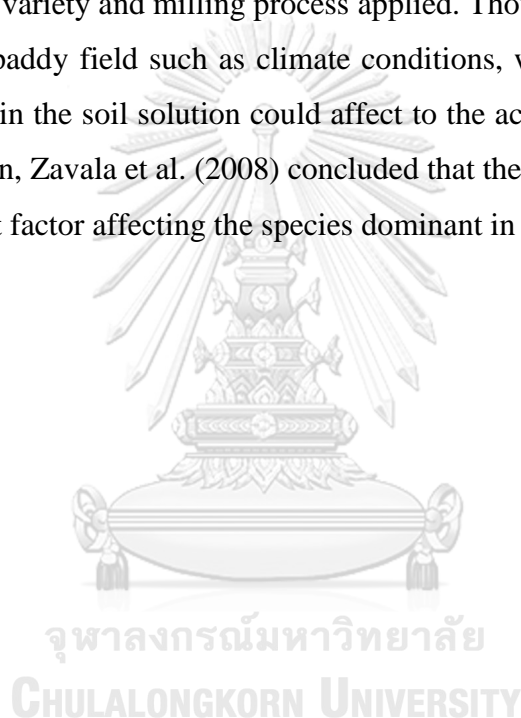 variety and milling process applied. Tho
paddy field such as climate conditions, v
in the soil solution could affect to the ac
n, Zavala et al. (2008) concluded that the
t factor affecting the species dominant in
จุฬาลงกรณ์มหาวิทยาลัย
CHULALONGKORN UNIVERSITY